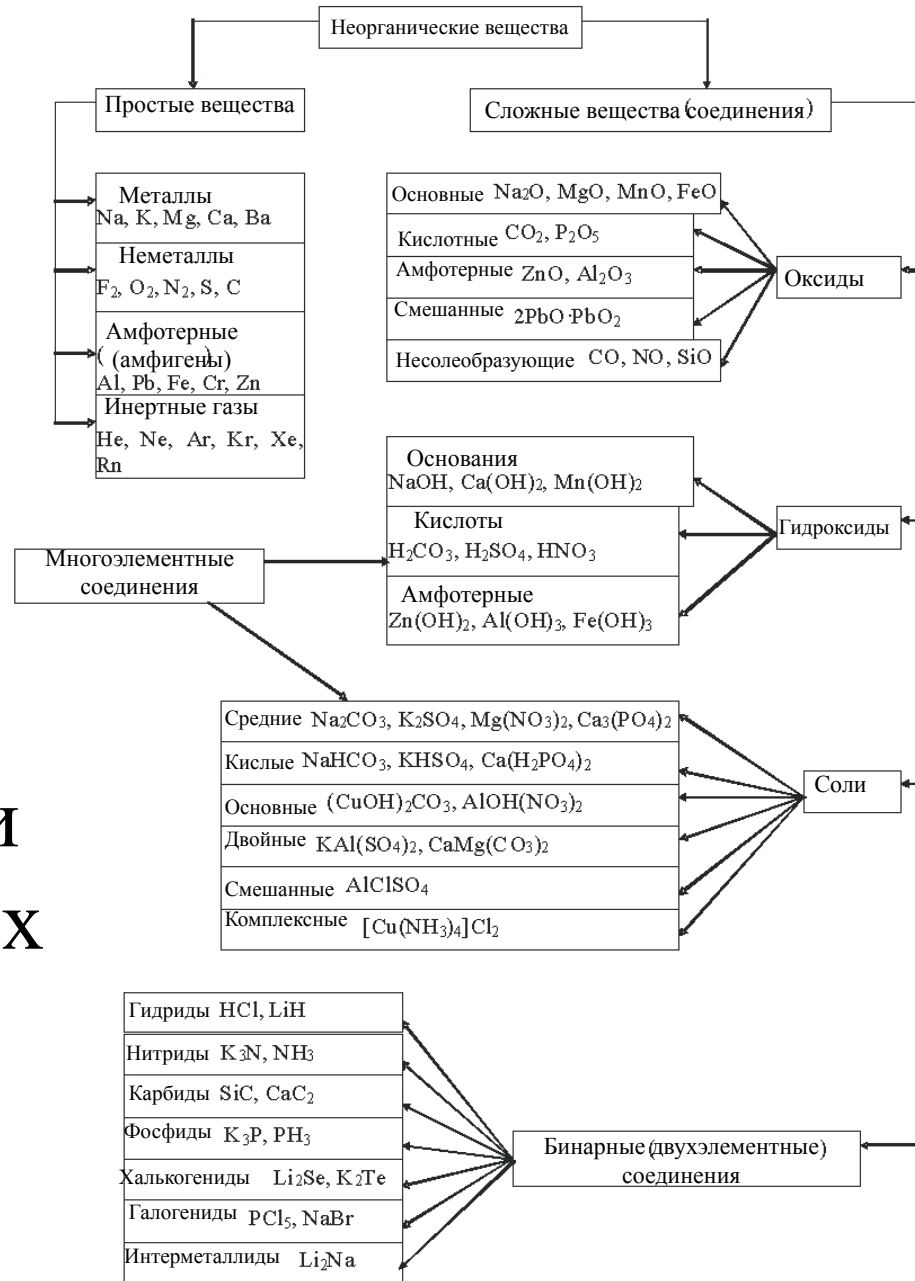 Неорганические вещества
Простые вещества
Сложные вещества (соединения)
Металлы
Na, K, Mg, Ca, Ba
Неметаллы
F₂, O₂, N₂, S, C
Амфотерные
(амфигены)
Al, Pb, Fe, Cr, Zn
Инертные газы
He, Ne, Ar, Kr, Xe,
Rn
Основные Na₂O, MgO, MnO, FeO
Кислотные CO₂, P₂O₅
Амфотерные ZnO, Al₂O₃
Смешанные 2PbO·PbO₂
Несолеобразующие CO, NO, SiO
Оксиды
Основания
NaOH, Ca(OH)₂, Mn(OH)₂
Кислоты
H₂CO₃, H₂SO₄, HNO₃
Амфотерные
Zn(OH)₂, Al(OH)₃, Fe(OH)₃
Гидроксиды
Многоэлементные
соединения
Средние Na₂CO₃, K₂SO₄, Mg(NO₃)₂, Ca₃(PO₄)₂
Кислые NaHCO₃, KHSO₄, Ca(H₂PO₄)₂
Основные (CuOH)₂CO₃, AlOH(NO₃)₂
Двойные KAl(SO₄)₂, CaMg(CO₃)₂
Смешанные AlClSO₄
Комплексные [Cu(NH₃)₄]Cl₂
Соли
и
х
Гидриды HCl, LiH
Нитриды K₃N, NH₃
Карбиды SiC, CaC₂
Фосфиды K₃P, PH₃
Халькогениды Li₂Se, K₂Te
Галогениды PCl₅, NaBr
Интерметаллиды Li₂Na
Бинарные (двухэлементные)
соединения